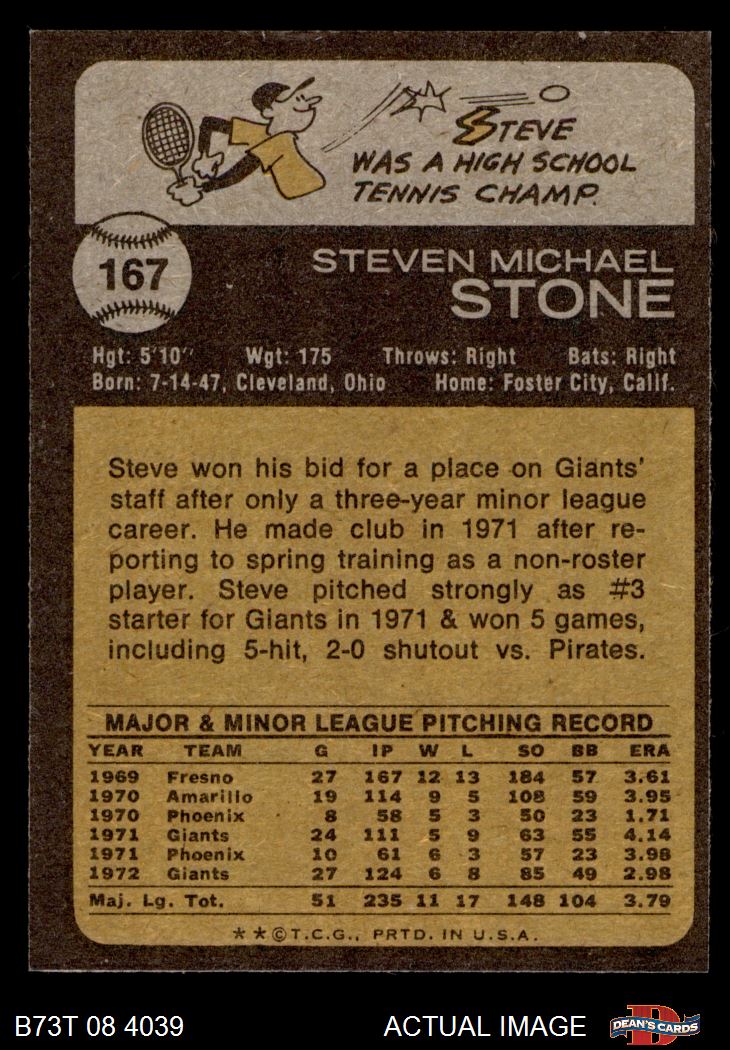 STEVE
WAS A HIGH SCHOOL
TENNIS CHAMP.
167
STEVEN MICHAEL
STONE
Hgt: 5'10" Wgt: 175 Throws: Right Bats: Right
Born: 7-14-47, Cleveland, Ohio Home: Foster City, Calif.
Steve won his bid for a place on Giants'
staff after only a three-year minor league
career. He made club in 1971 after re-
porting to spring training as a non-roster
player. Steve pitched strongly as #3
starter for Giants in 1971 & won 5 games,
including 5-hit, 2-0 shutout vs. Pirates.
MAJOR & MINOR LEAGUE PITCHING RECORD
YEAR TEAM G IP W L SO BB ERA
1969 Fresno 27 167 12 13 184 57 3.61
1970 Amarillo 19 114 9 5 108 59 3.95
1970 Phoenix 8 58 5 3 50 23 1.71
1971 Giants 24 111 5 9 63 55 4.14
1971 Phoenix 10 61 6 3 57 23 3.98
1972 Giants 27 124 6 8 85 49 2.98
Maj. Lg. Tot. 51 235 11 17 148 104 3.79
* * © T.C.G., PRTD. IN U.S.A.
B73T 08 4039 ACTUAL IMAGE
D
DEAN'S CARDS